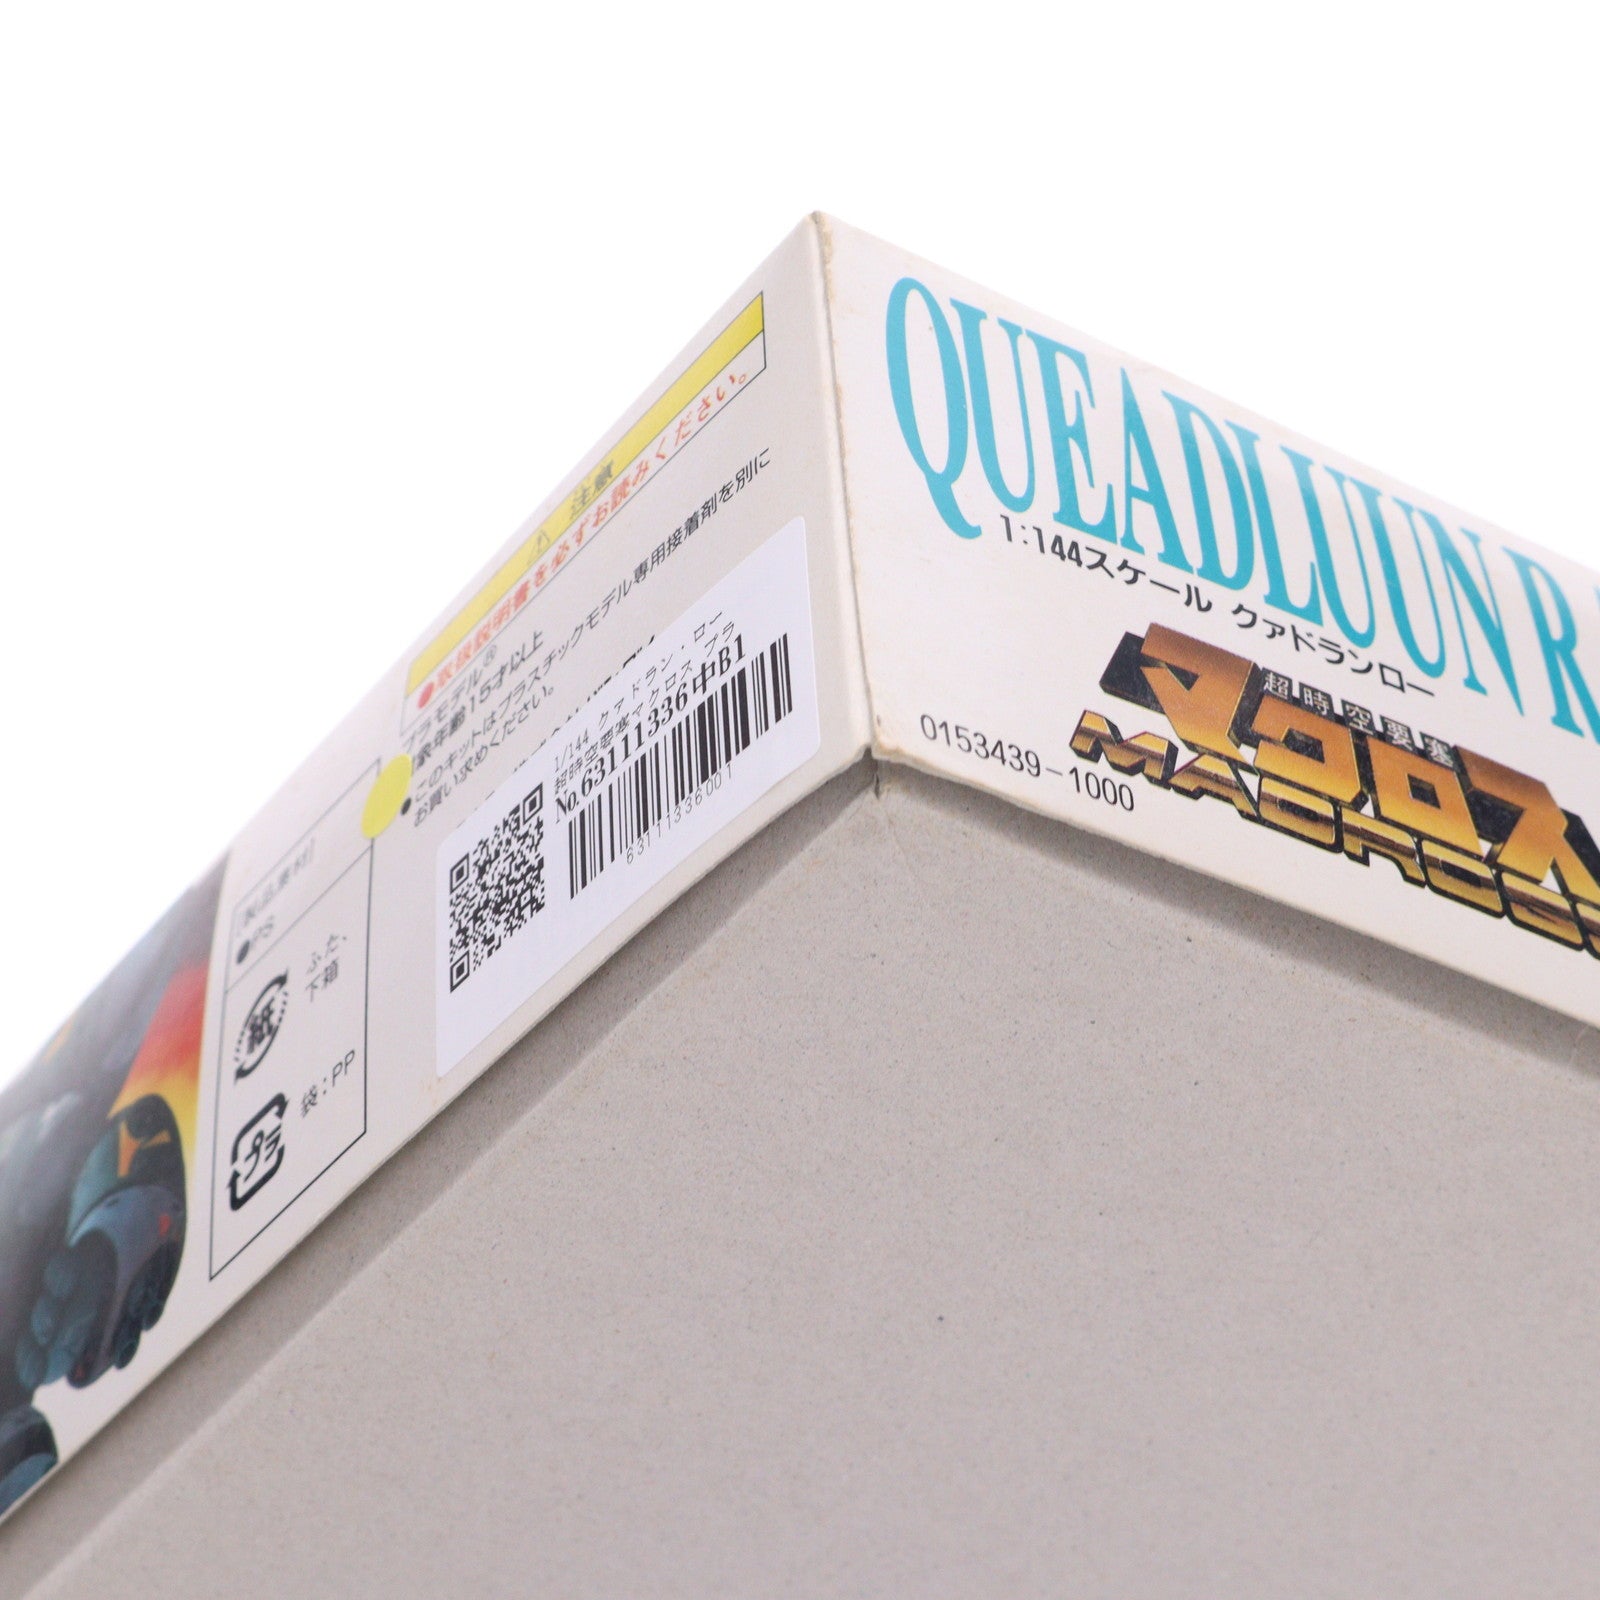 ⚠ 注意
●取扱説明書を必ずお読みください。
プラモデル®
対象年齢15才以上
●このキットはプラスチックモデル専用接着剤を別に
お買い求めください。
1/144 クァドラン・ロー
超時空要塞マクロス プラ
No.63111336中B1
63111336001
[製品素材]
●PS
紙
ふた、
下箱
プラ
袋:PP
QUEADLUUN R
1:144スケール クァドランロー
超時空要塞
マクロス
MACROSS
0153439-1000